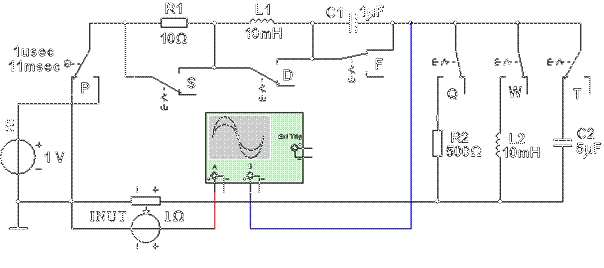 R1
10Ω
L1
10mH
C1
1µF
1usec
11msec
P
S
D
F
Q
W
T
1 V
R2
500Ω
L2
10mH
C2
5µF
Ext Trig
A
B
INUT
1Ω